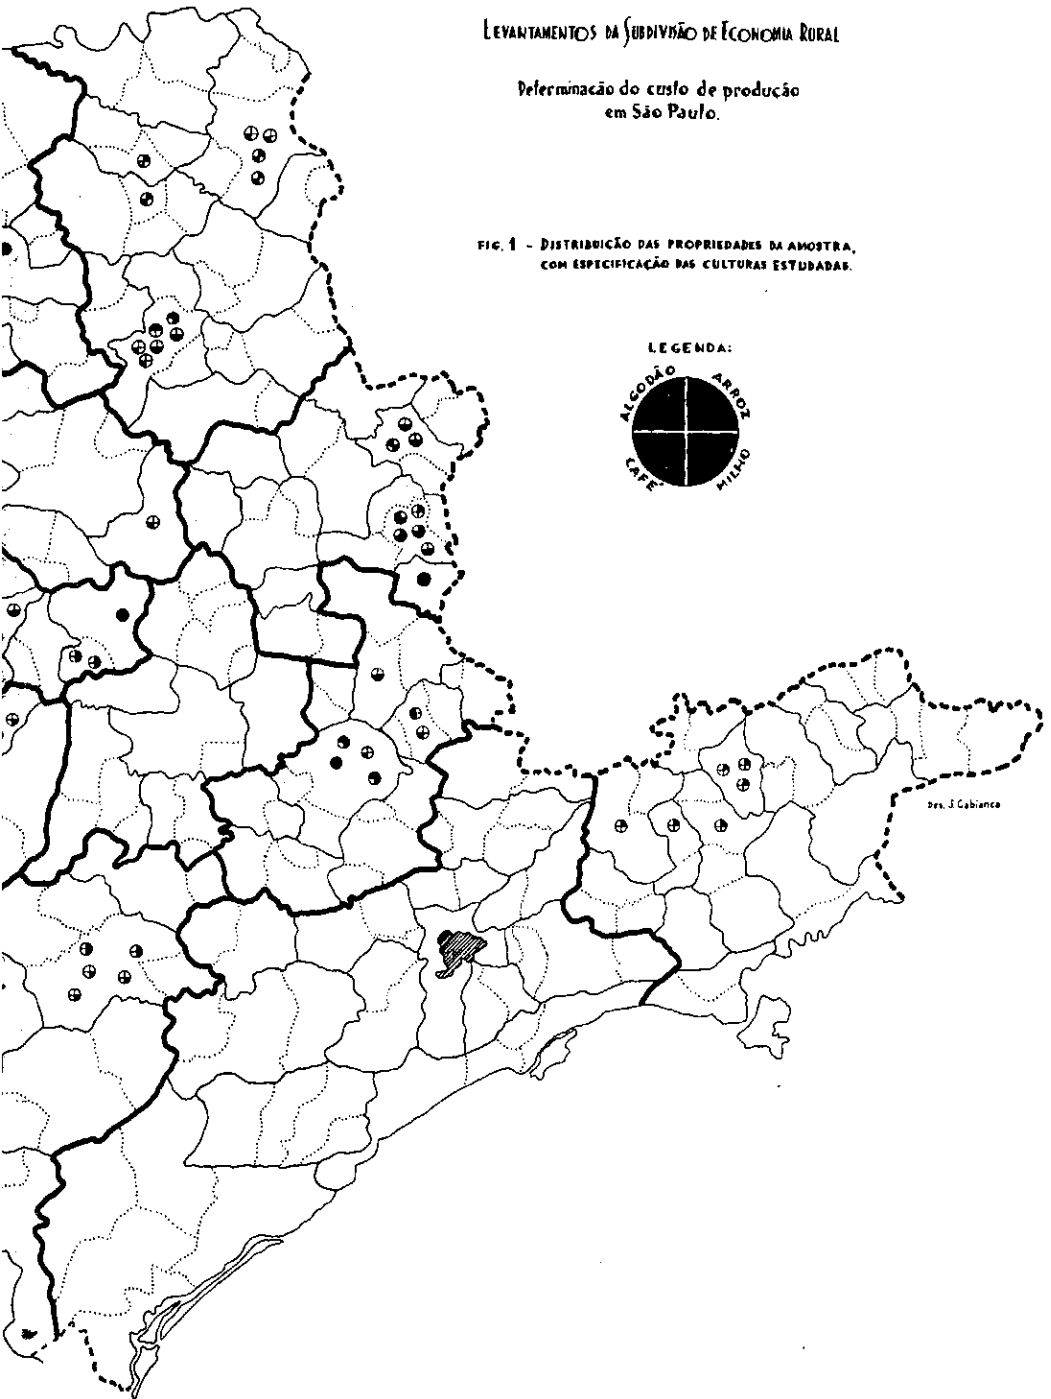 LEVANTAMENTOS DA SUBDIVISÃO DE ECONOMIA RURAL
Determinacão do custo de produção
em São Paulo.
FIG. 1 - DISTRIBUIÇÃO DAS PROPRIEDADES DA AMOSTRA,
COM ESPECIFICAÇÃO DAS CULTURAS ESTUDADAS.
LEGENDA:
ALGODÃO
ARROZ
CAFÉ
MILHO
Des. J. Gabianca